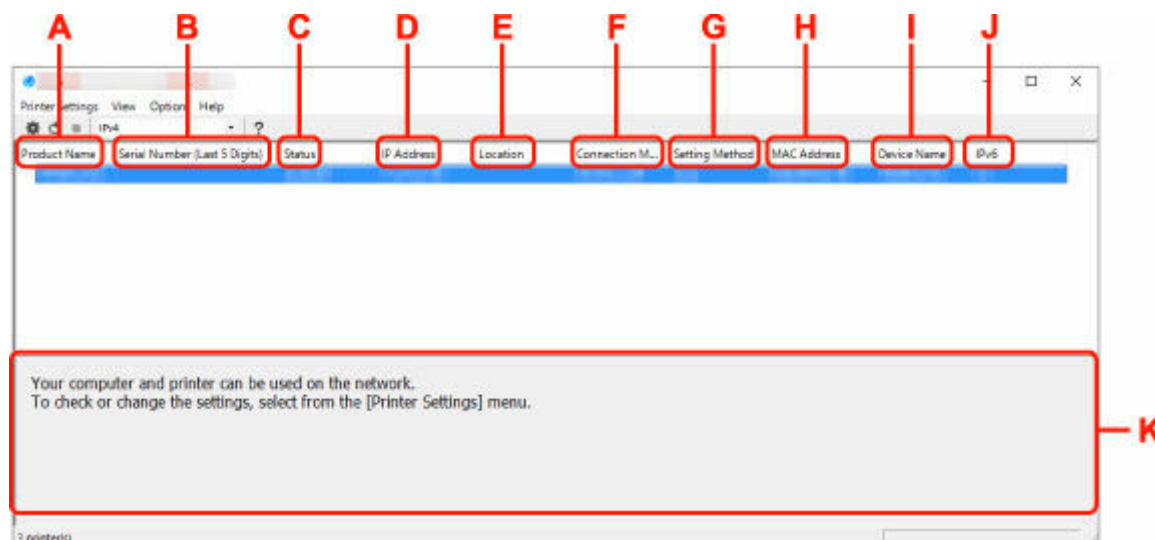 A B C D E F G H I J
Printer Settings View Option Help
IPv4 ?
Product Name Serial Number (Last 5 Digits) Status IP Address Location Connection M... Setting Method MAC Address Device Name IPv6
Your computer and printer can be used on the network.
To check or change the settings, select from the [Printer Settings] menu.
K
3 printer(s)